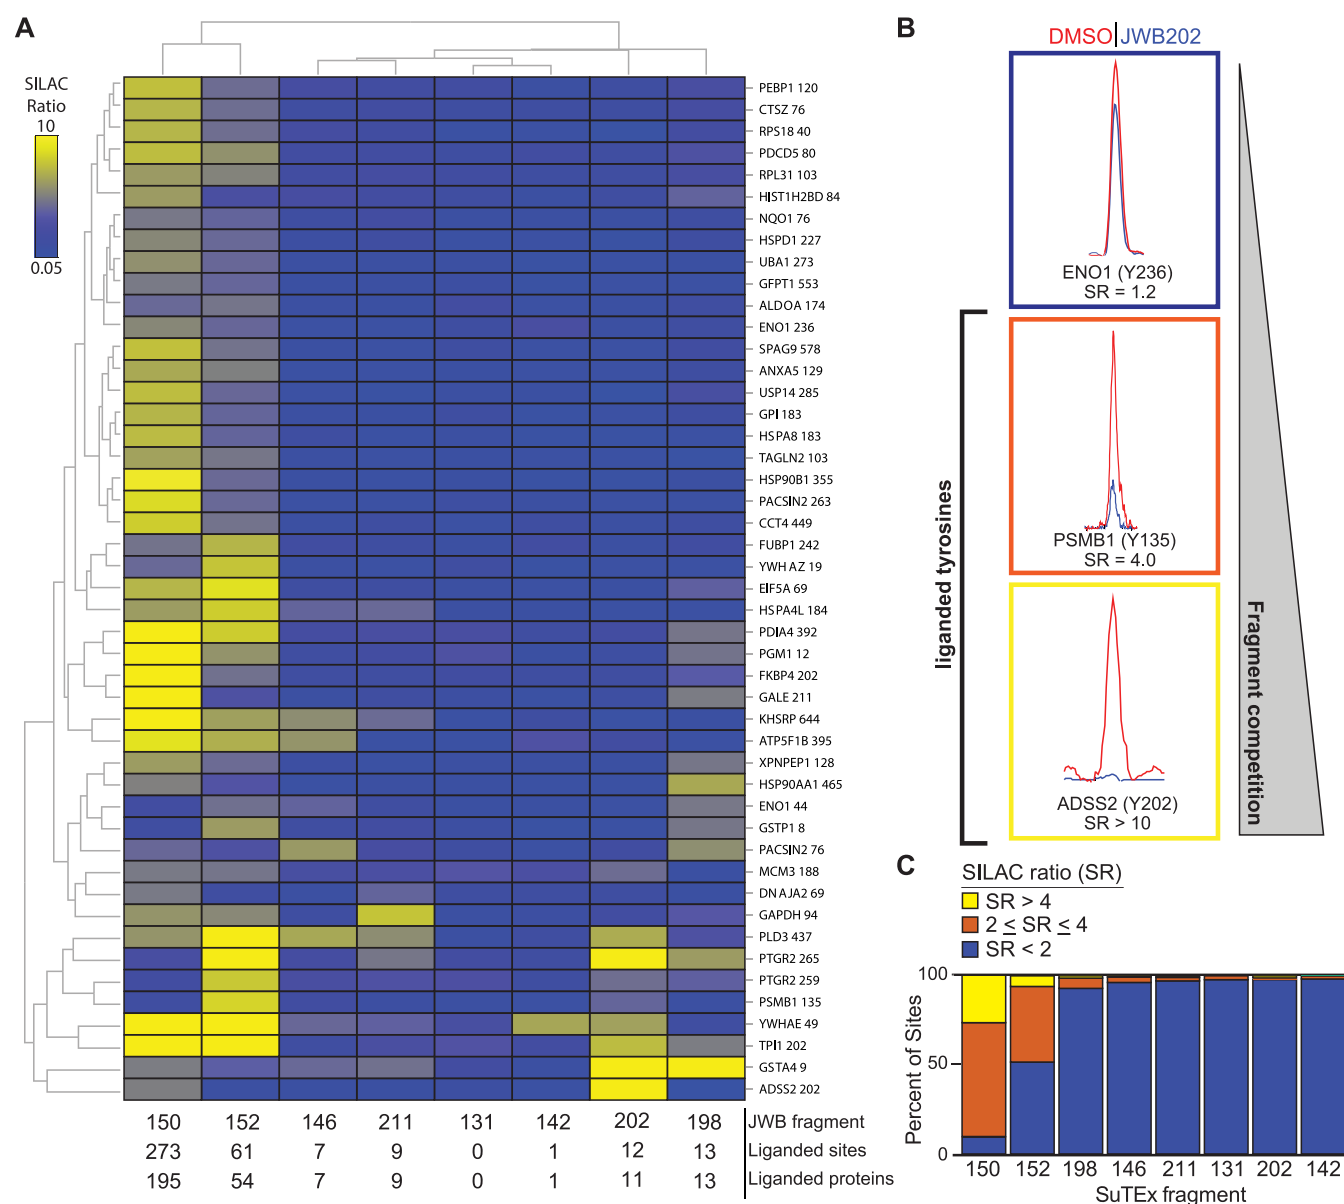 A
SILAC
Ratio
10
0.05
PEBP1 120
CTSZ 76
RPS18 40
PDCD5 80
RPL31 103
HIST1H2BD 84
NQO1 76
HSPD1 227
UBA1 273
GFPT1 553
ALDOA 174
ENO1 236
SPAG9 578
ANXA5 129
USP14 285
GPI 183
HSPA8 183
TAGLN2 103
HSP90B1 355
PACSIN2 263
CCT4 449
FUBP1 242
YWHAZ 19
EIF5A 69
HSPA4L 184
PDIA4 392
PGM1 12
FKBP4 202
GALE 211
KHSRP 644
ATP5F1B 395
XPNPEP1 128
HSP90AA1 465
ENO1 44
GSTP1 8
PACSIN2 76
MCM3 188
DNAJA2 69
GAPDH 94
PLD3 437
PTGR2 265
PTGR2 259
PSMB1 135
YWHAE 49
TPI1 202
GSTA4 9
ADSS2 202
150 152 146 211 131 142 202 198 JWB fragment
273 61 7 9 0 1 12 13 Liganded sites
195 54 7 9 0 1 11 13 Liganded proteins
B
DMSO JWB202
ENO1 (Y236)
SR = 1.2
PSMB1 (Y135)
SR = 4.0
ADSS2 (Y202)
SR > 10
liganded tyrosines
Fragment competition
C
SILAC ratio (SR)
SR > 4
2 ≤ SR ≤ 4
SR < 2
Percent of Sites
100
50
0
150 152 198 146 211 131 202 142
SuTEx fragment